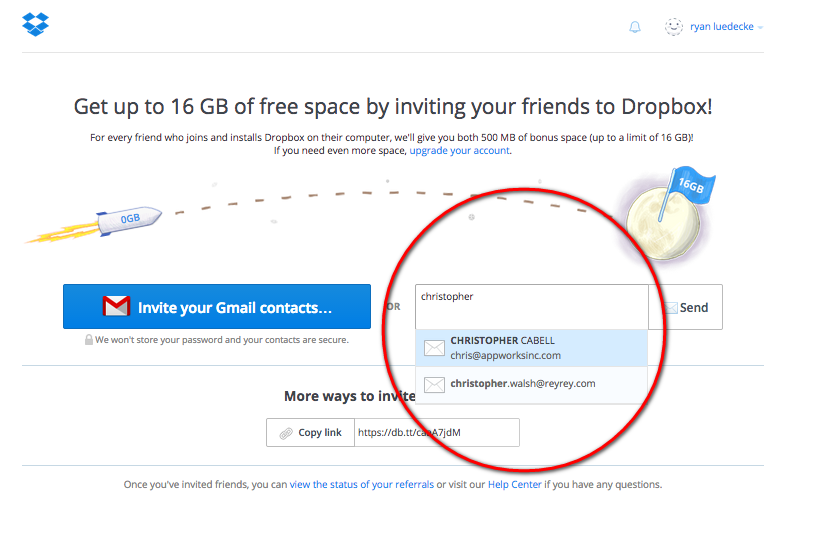 ryan luedecke
Get up to 16 GB of free space by inviting your friends to Dropbox!
For every friend who joins and installs Dropbox on their computer, we'll give you both 500 MB of bonus space (up to a limit of 16 GB)!
If you need even more space, upgrade your account.
16GB
0GB
Invite your Gmail contacts...
OR
christopher
Send
We won't store your password and your contacts are secure.
CHRISTOPHER CABELL
chris@appworksinc.com
christopher.walsh@reyrey.com
More ways to invite
Copy link
Once you've invited friends, you can view the status of your referrals or visit our Help Center if you have any questions.